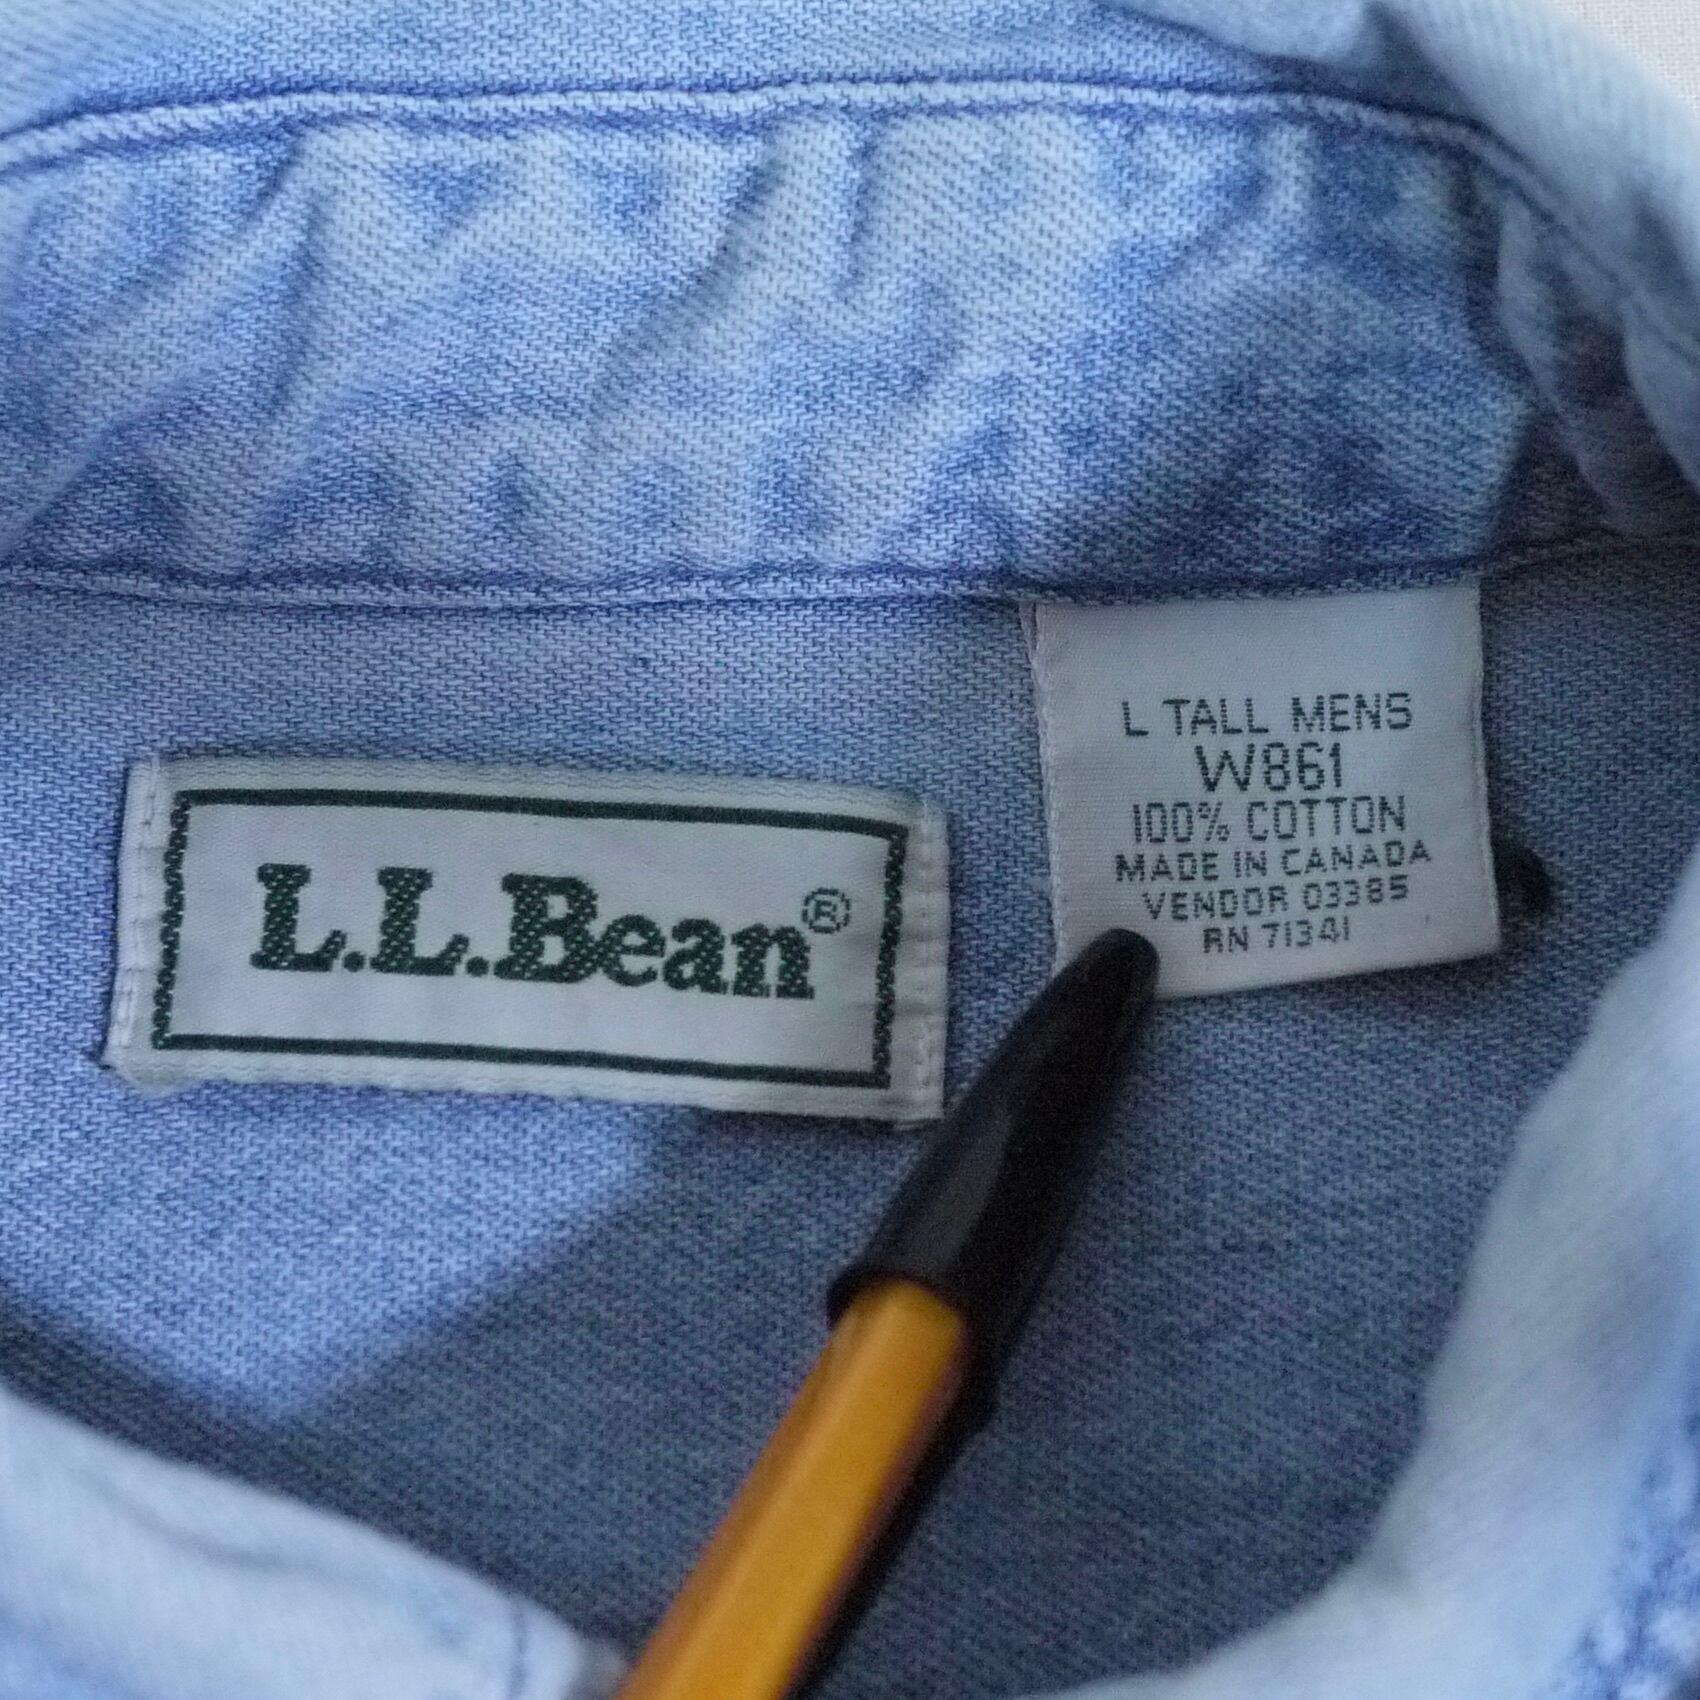 L.L.Bean®
L TALL MENS
W861
100% COTTON
MADE IN CANADA
VENDOR 03385
RN 71341